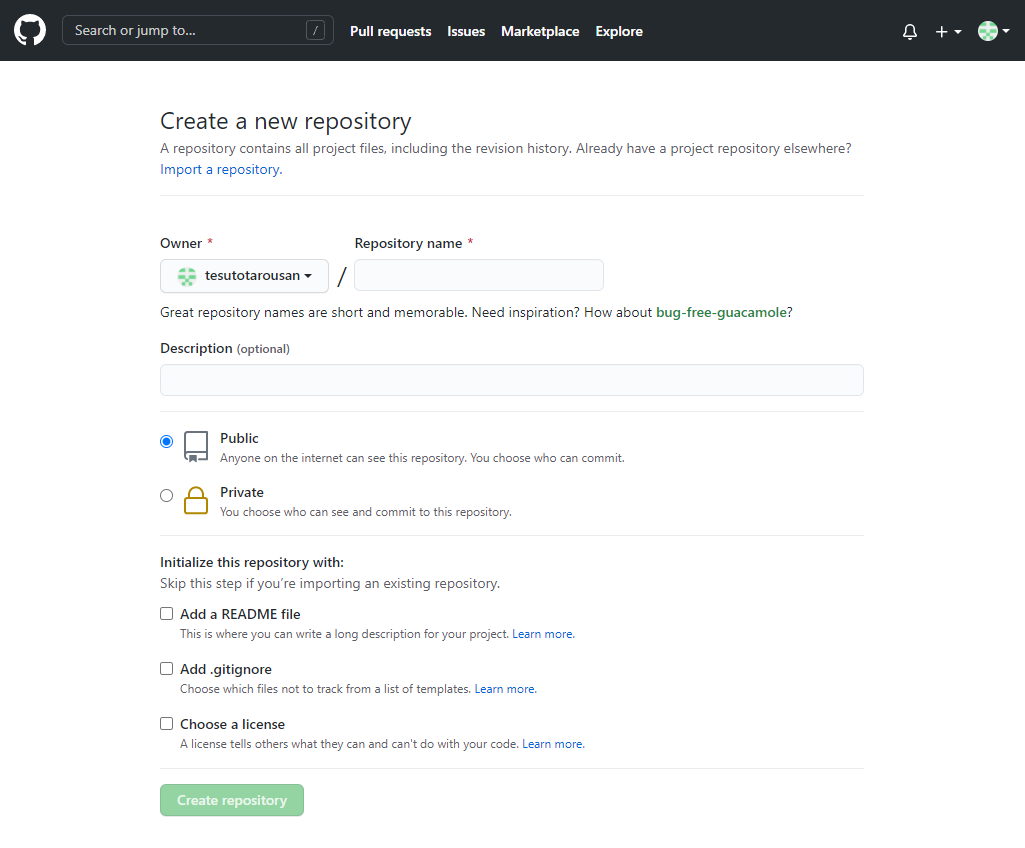 Search or jump to...
/
Pull requests
Issues
Marketplace
Explore
Create a new repository
A repository contains all project files, including the revision history. Already have a project repository elsewhere?
Import a repository.
Owner *
Repository name *
tesutotarousan
/
Great repository names are short and memorable. Need inspiration? How about bug-free-guacamole?
Description (optional)
Public
Anyone on the internet can see this repository. You choose who can commit.
Private
You choose who can see and commit to this repository.
Initialize this repository with:
Skip this step if you’re importing an existing repository.
Add a README file
This is where you can write a long description for your project. Learn more.
Add .gitignore
Choose which files not to track from a list of templates. Learn more.
Choose a license
A license tells others what they can and can't do with your code. Learn more.
Create repository